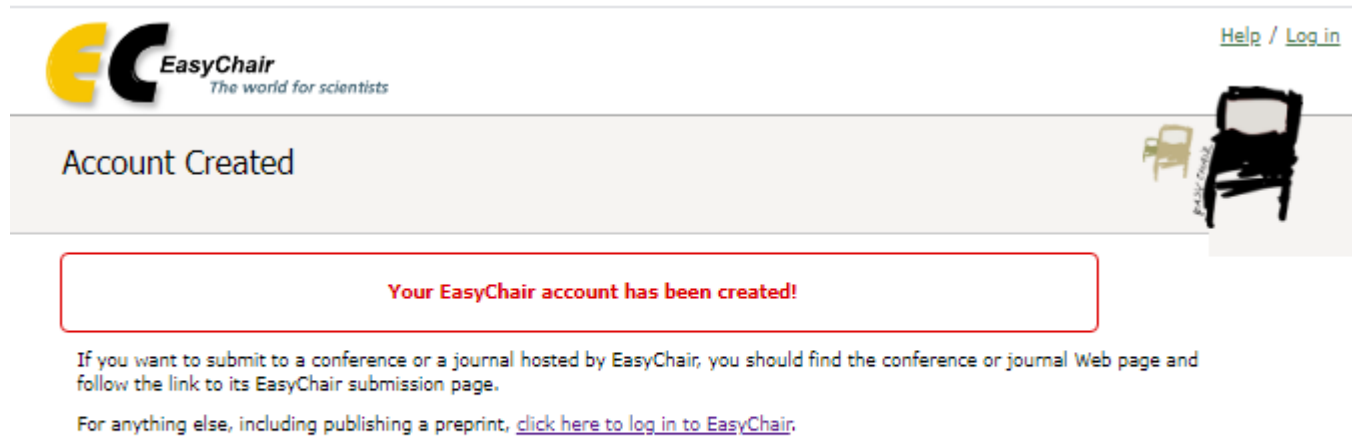 Help / Log in
EC EasyChair
The world for scientists
Account Created
EASY CHAIR
Your EasyChair account has been created!
If you want to submit to a conference or a journal hosted by EasyChair, you should find the conference or journal Web page and
follow the link to its EasyChair submission page.
For anything else, including publishing a preprint, click here to log in to EasyChair.